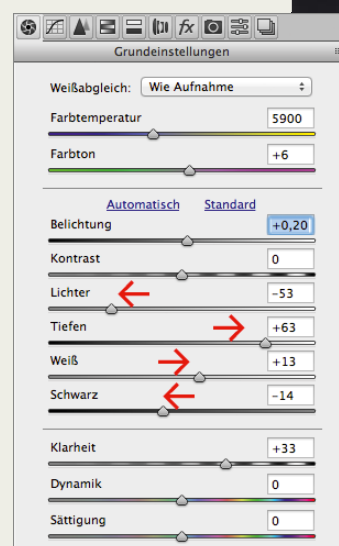 fx
Grundeinstellungen
Weißabgleich: Wie Aufnahme
Farbtemperatur 5900
Farbton +6
Automatisch Standard
Belichtung +0,20
Kontrast 0
Lichter -53
Tiefen +63
Weiß +13
Schwarz -14
Klarheit +33
Dynamik 0
Sättigung 0